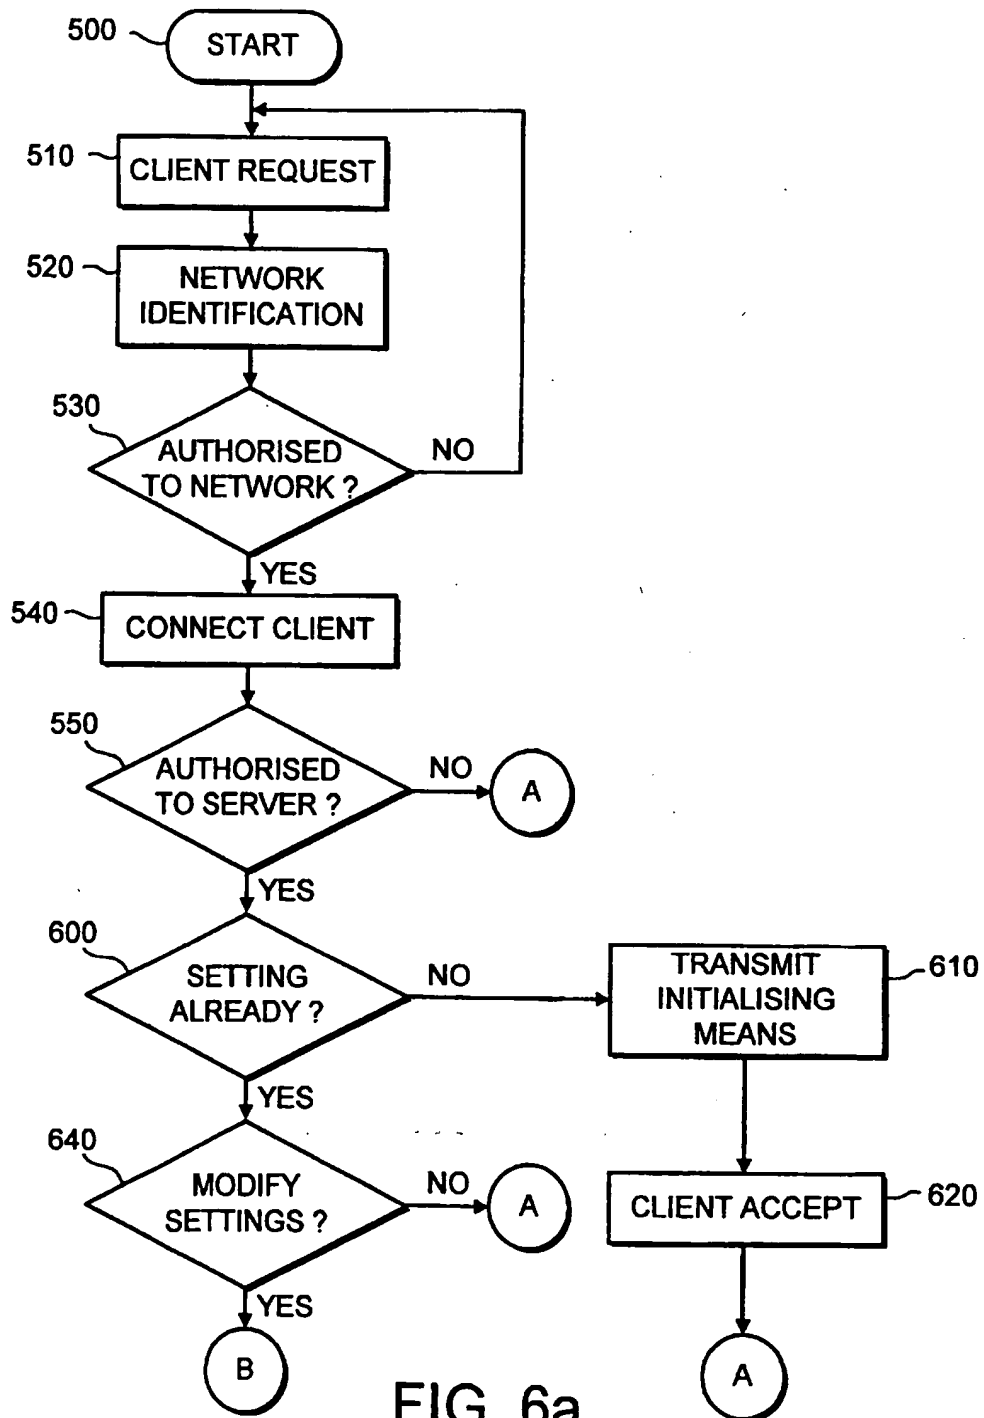 500
START
510
CLIENT REQUEST
520
NETWORK
IDENTIFICATION
530
AUTHORISED
TO NETWORK ?
NO
YES
540
CONNECT CLIENT
550
AUTHORISED
TO SERVER ?
NO
A
YES
600
SETTING
ALREADY ?
NO
TRANSMIT
INITIALISING
MEANS
610
YES
640
MODIFY
SETTINGS ?
NO
A
CLIENT ACCEPT
620
YES
B
A
FIG. 6a